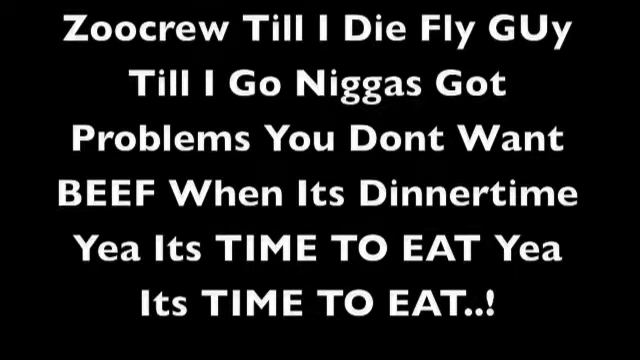 Zoocrew Till I Die Fly GUy
Till I Go Niggas Got
Problems You Dont Want
BEEF When Its Dinnertime
Yea Its TIME TO EAT Yea
Its TIME TO EAT..!